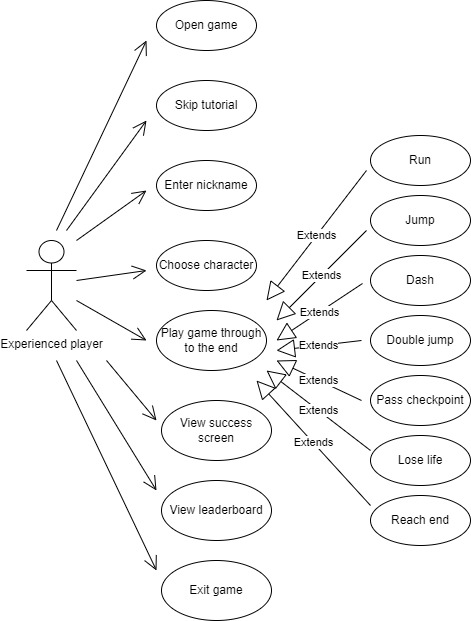 Open game
Skip tutorial
Enter nickname
Choose character
Play game through
to the end
View success
screen
View leaderboard
Exit game
Experienced player
Run
Jump
Dash
Double jump
Pass checkpoint
Lose life
Reach end
Extends
Extends
Extends
Extends
Extends
Extends
Extends